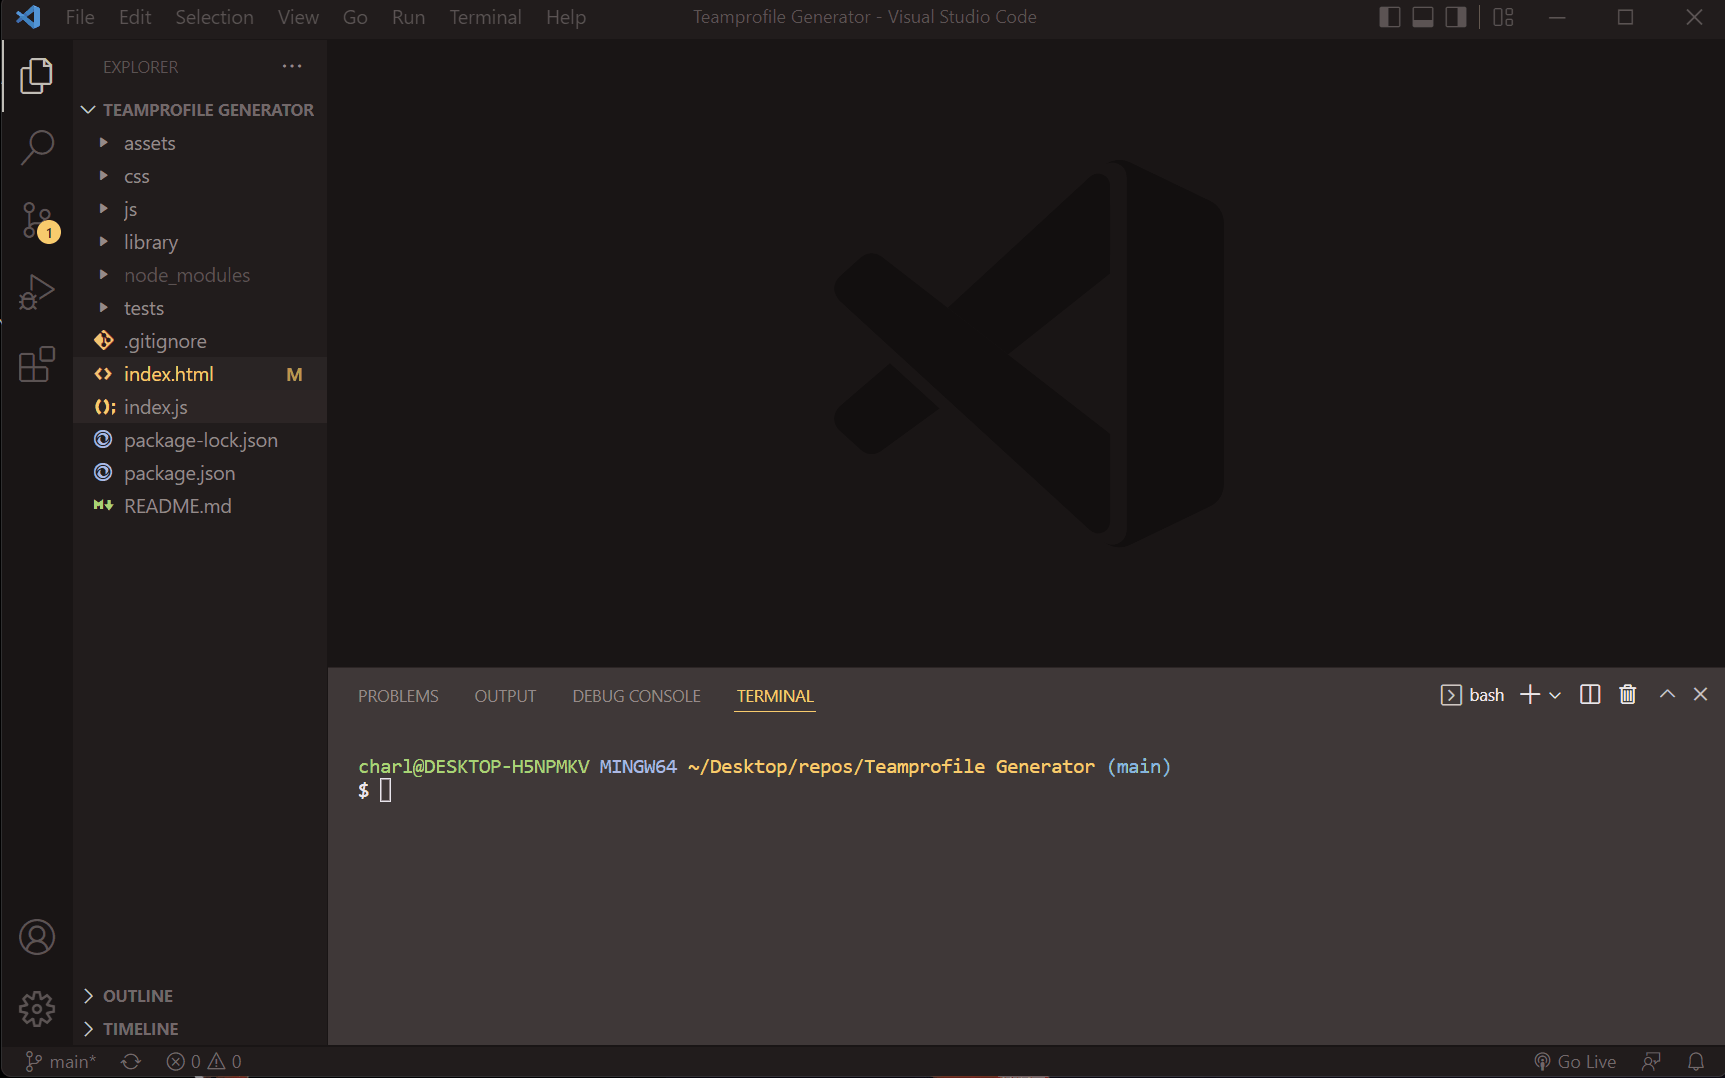 File Edit Selection View Go Run Terminal Help Teamprofile Generator - Visual Studio Code
EXPLORER
TEAMPROFILE GENERATOR
assets
css
js
library
1
node_modules
tests
.gitignore
index.html M
index.js
package-lock.json
package.json
README.md
PROBLEMS OUTPUT DEBUG CONSOLE TERMINAL bash
charl@DESKTOP-H5NPMKV MINGW64 ~/Desktop/repos/Teamprofile Generator (main)
$
OUTLINE
TIMELINE
main* 0 0 Go Live